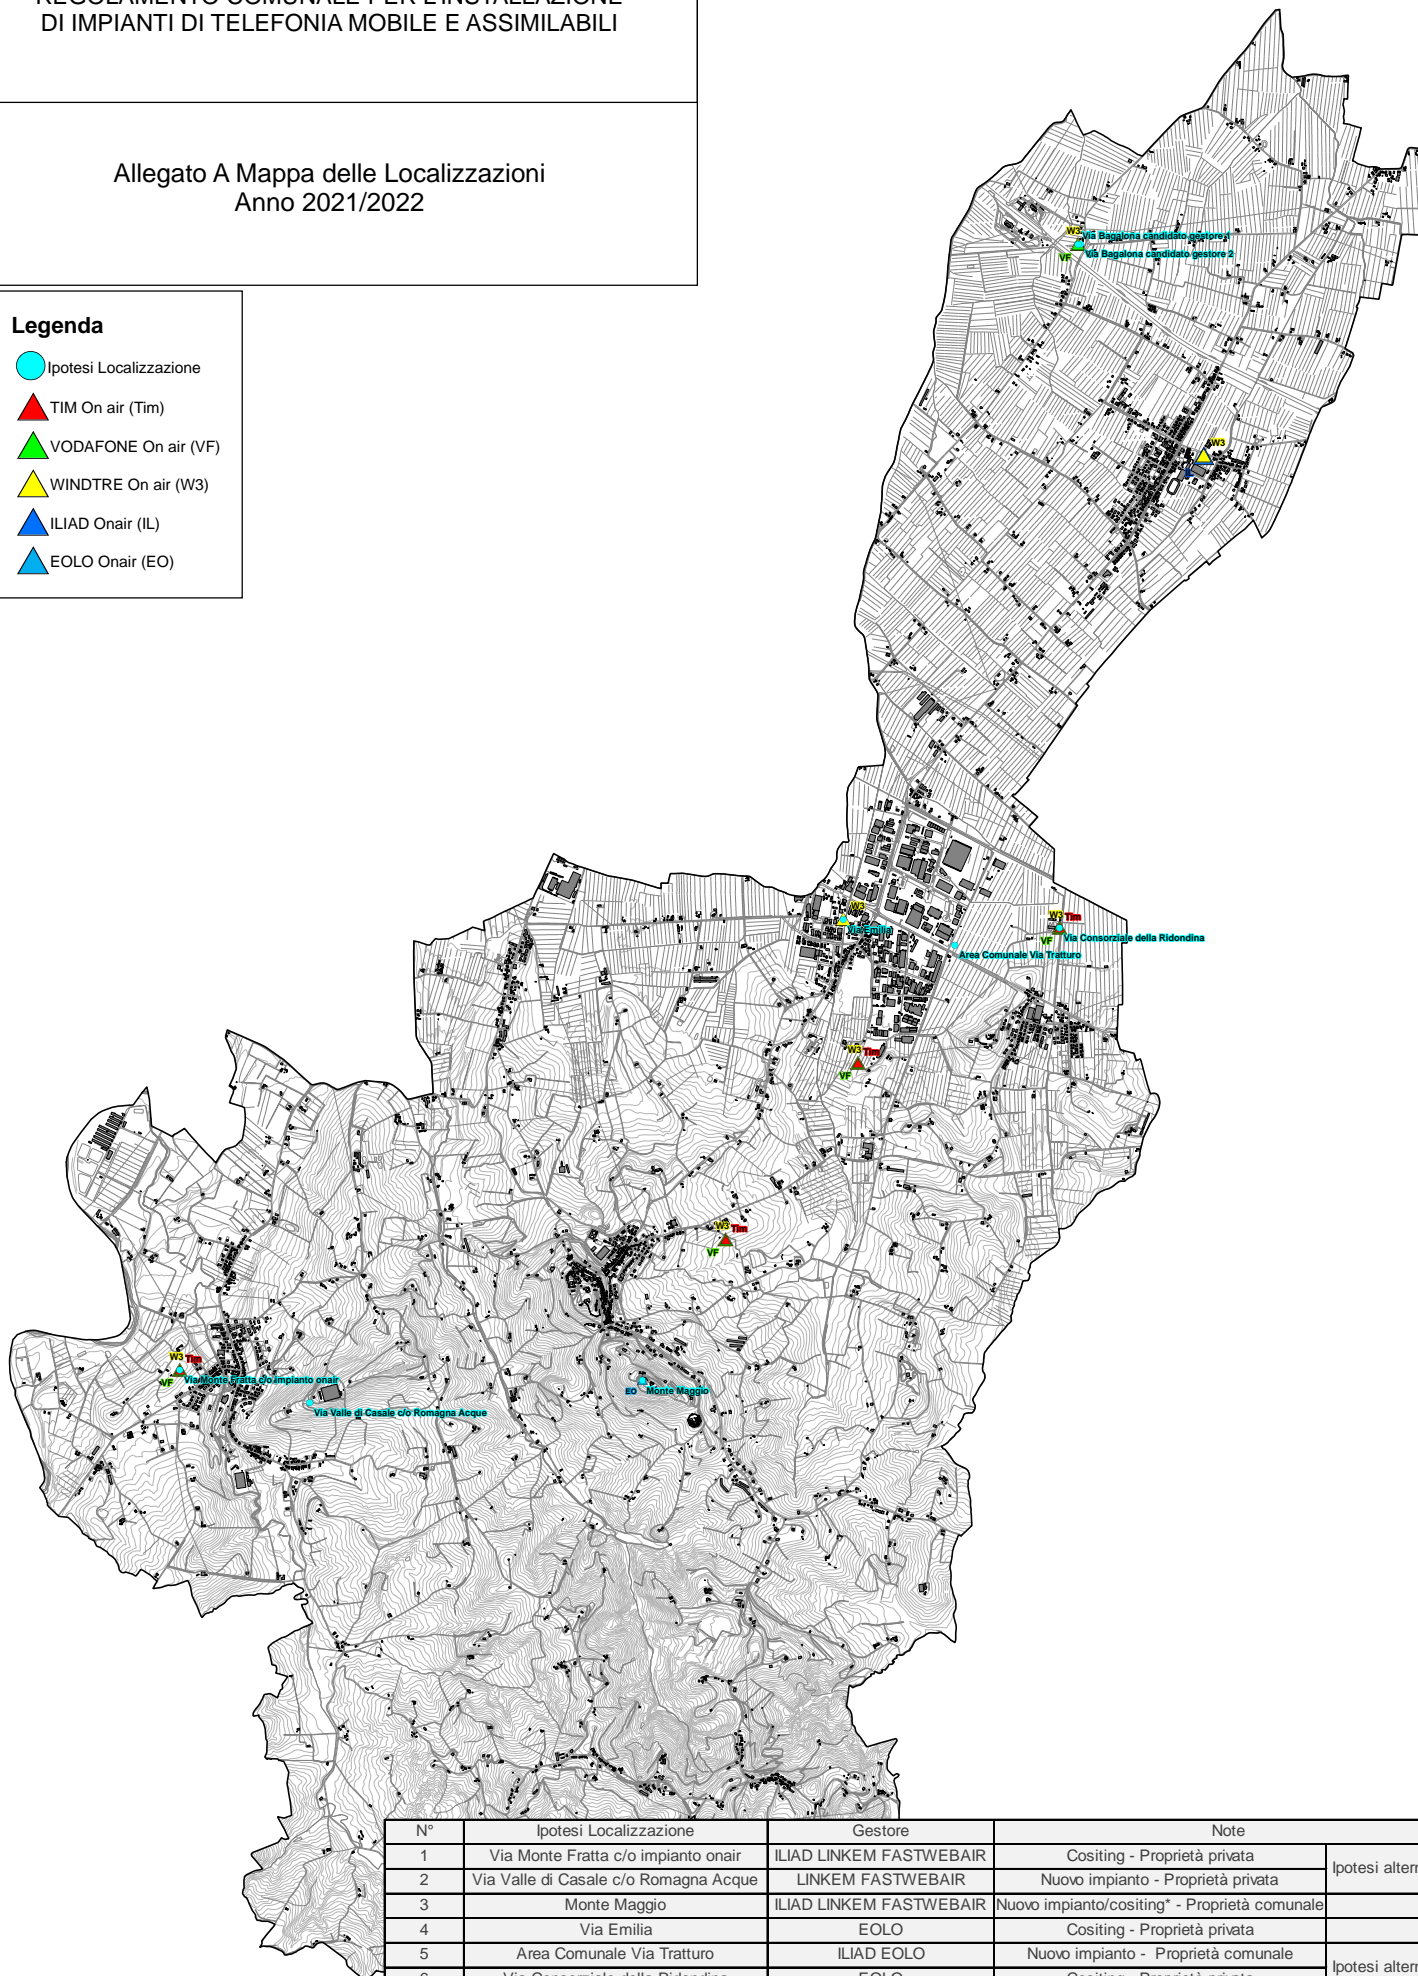 DI IMPIANTI DI TELEFONIA MOBILE E ASSIMILABILI
Allegato A Mappa delle Localizzazioni
Anno 2021/2022
Legenda
Ipotesi Localizzazione
TIM On air (Tim)
VODAFONE On air (VF)
WINDTRE On air (W3)
ILIAD Onair (IL)
EOLO Onair (EO)
W3
Via Bagalona candidato gestore 1
VF
Via Bagalona candidato gestore 2
W3
W3
Via Emilia
W3 Tim
VF
Via Consorziale della Ridondina
Area Comunale Via Tratturo
W3 Tim
VF
W3 Tim
VF
W3 Tim
VF
Via Monte Fratta c/o impianto onair
EO Monte Maggio
Via Valle di Casale c/o Romagna Acque
N° Ipotesi Localizzazione Gestore Note
1 Via Monte Fratta c/o impianto onair ILIAD LINKEM FASTWEBAIR Cositing - Proprietà privata
Ipotesi altern
2 Via Valle di Casale c/o Romagna Acque LINKEM FASTWEBAIR Nuovo impianto - Proprietà privata
3 Monte Maggio ILIAD LINKEM FASTWEBAIR Nuovo impianto/cositing* - Proprietà comunale
4 Via Emilia EOLO Cositing - Proprietà privata
5 Area Comunale Via Tratturo ILIAD EOLO Nuovo impianto - Proprietà comunale
Ipotesi altern